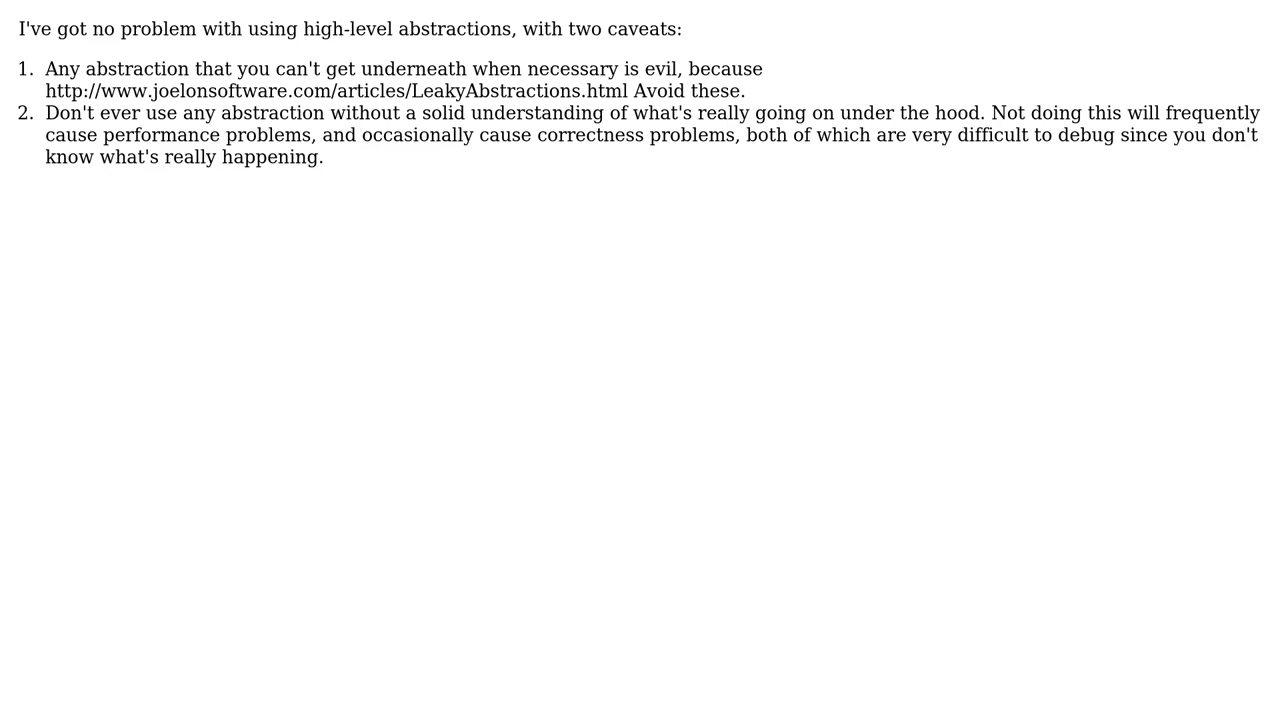 I've got no problem with using high-level abstractions, with two caveats:
1. Any abstraction that you can't get underneath when necessary is evil, because
http://www.joelonsoftware.com/articles/LeakyAbstractions.html Avoid these.
2. Don't ever use any abstraction without a solid understanding of what's really going on under the hood. Not doing this will frequently
cause performance problems, and occasionally cause correctness problems, both of which are very difficult to debug since you don't
know what's really happening.